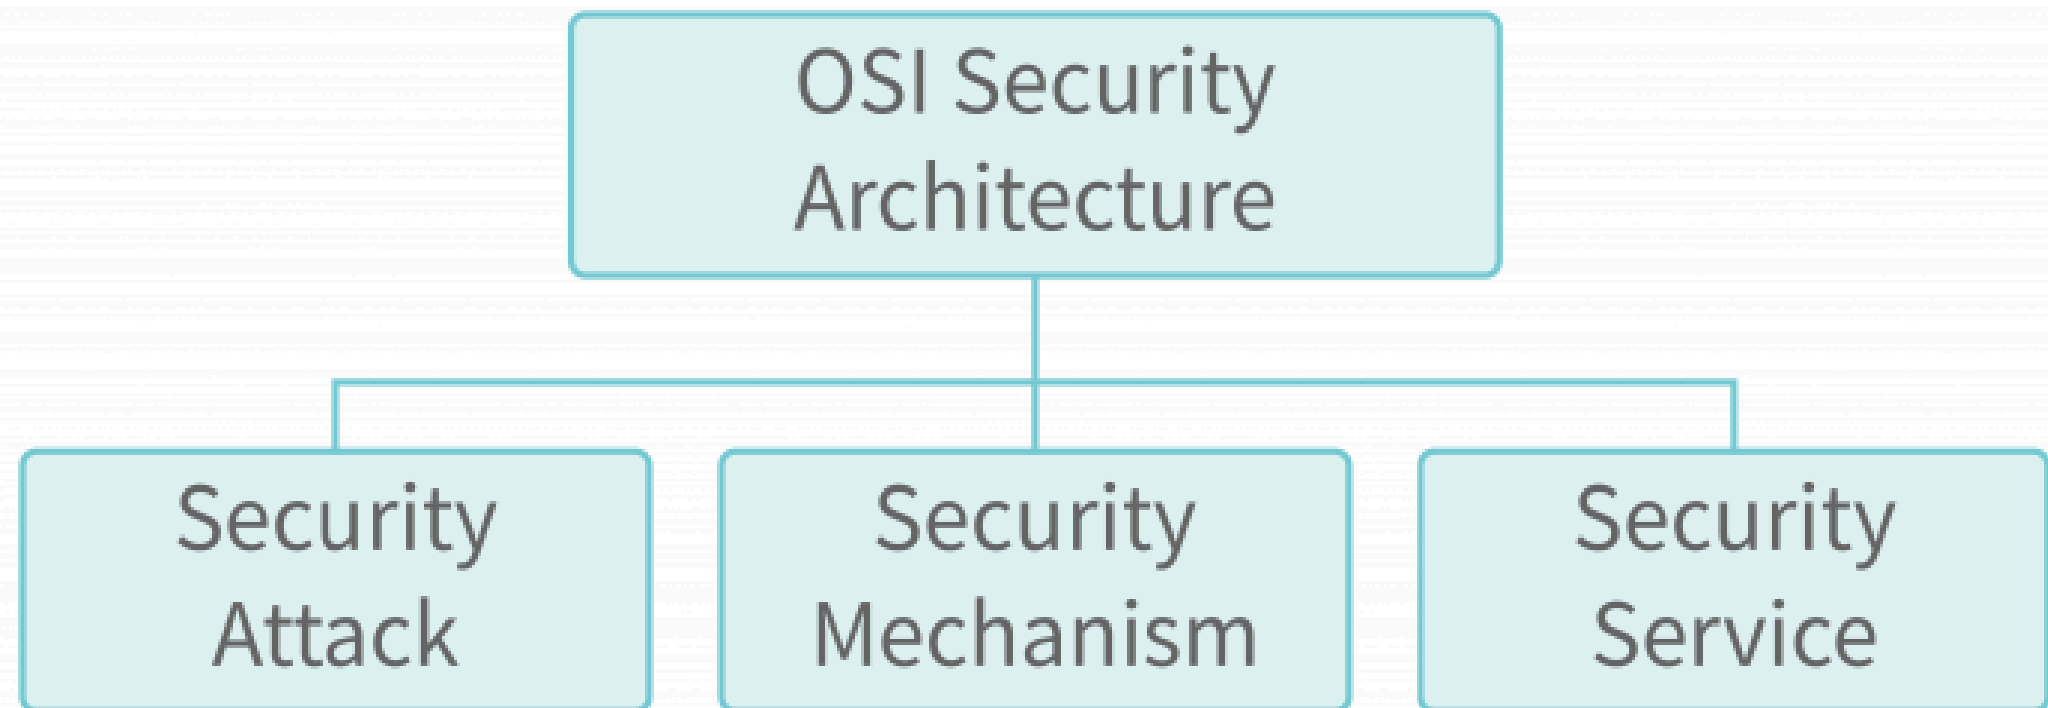 OSI Security
Architecture
Security
Attack
Security
Mechanism
Security
Service